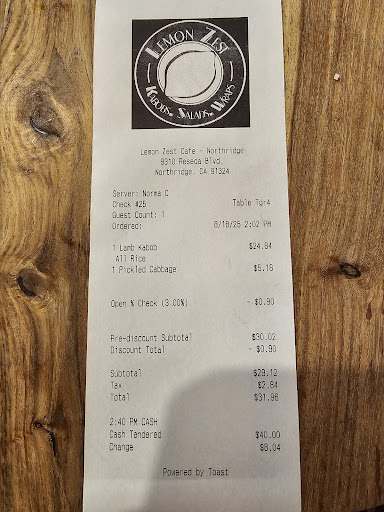 LEMON ZEST
KABOBS SALADS WRAPS
Lemon Zest Cafe - Northridge
9310 Reseda Blvd.
Northridge, CA 91324
Server: Norma C
Check #25 Table Tgr4
Guest Count: 1
Ordered: 6/18/25 2:02 PM
1 Lamb Kabob $24.84
All Rice
1 Pickled Cabbage $5.18
Open % Check (3.00%) - $0.90
Pre-discount Subtotal $30.02
Discount Total - $0.90
Subtotal $29.12
Tax $2.84
Total $31.96
2:40 PM CASH
Cash Tendered $40.00
Change $8.04
Powered by Toast